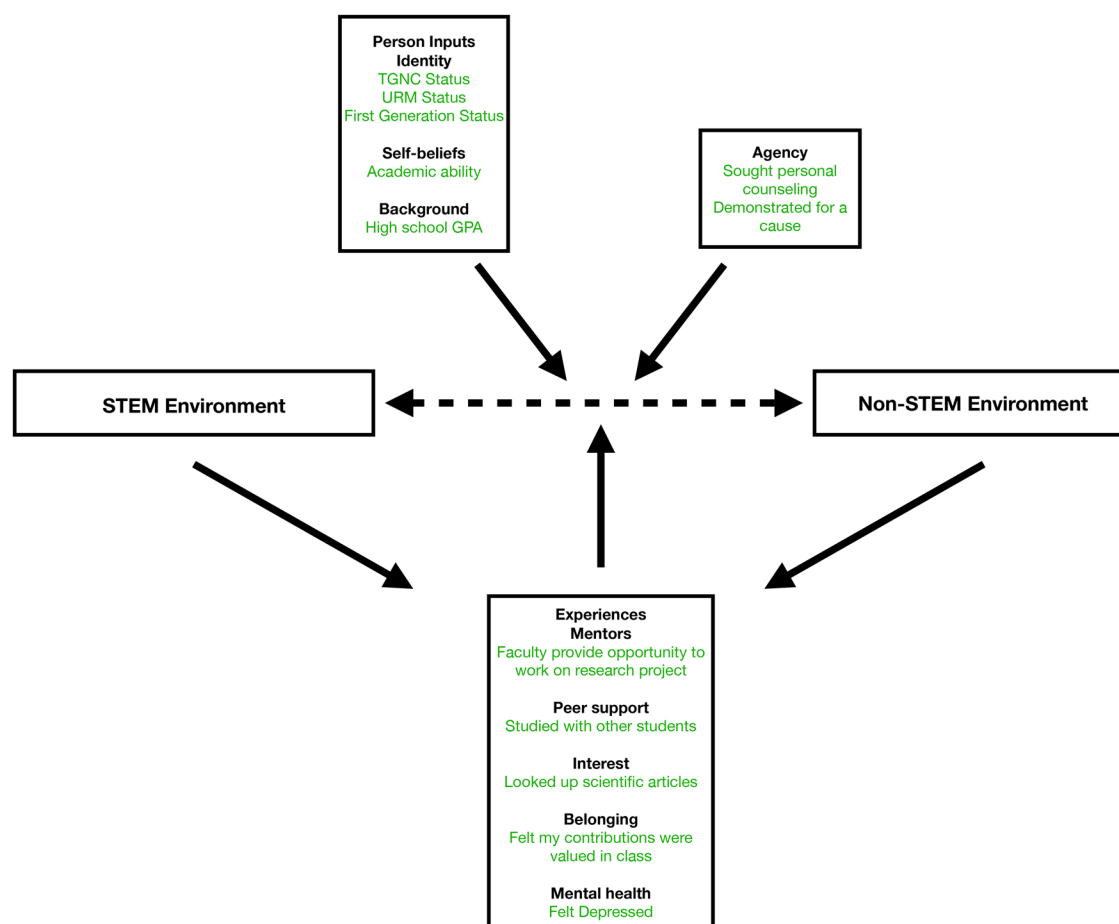 Person Inputs
Identity
TGNC Status
URM Status
First Generation Status
Self-beliefs
Academic ability
Background
High school GPA
Agency
Sought personal
counseling
Demonstrated for a
cause
STEM Environment
Non-STEM Environment
Experiences
Mentors
Faculty provide opportunity to
work on research project
Peer support
Studied with other students
Interest
Looked up scientific articles
Belonging
Felt my contributions were
valued in class
Mental health
Felt Depressed